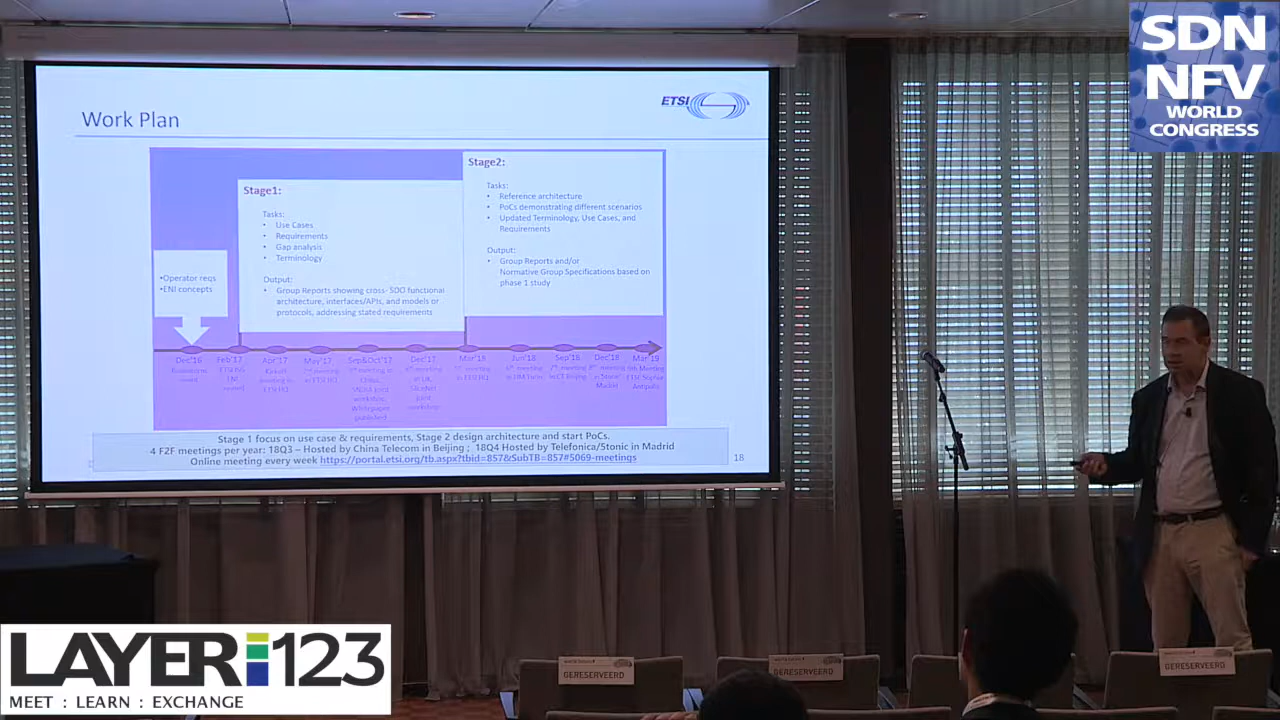 SDN
NFV
WORLD
CONGRESS
ETSI
Work Plan
Stage2:
Tasks:
• Reference architecture
• PoCs demonstrating different scenarios
• Updated Terminology, Use Cases, and
Requirements
Output:
• Group Reports and/or
Normative Group Specifications based on
phase 1 study
Stage1:
Tasks:
• Use Cases
• Requirements
• Gap analysis
• Terminology
Output:
• Group Reports showing cross- SDO functional
architecture, interfaces/APIs, and models or
protocols, addressing stated requirements
•Operator reqs
•ENI concepts
Dec'16
Feb'17
Apr'17
May'17
Sep&Oct'17
Dec'17
Mar'18
Jun'18
Sep'18
Dec'18
Mar 19
Stage 1 focus on use case & requirements, Stage 2 design architecture and start PoCs.
4 F2F meetings per year: 18Q3 – Hosted by China Telecom in Beijing ; 18Q4 Hosted by Telefonica/5tonic in Madrid
Online meeting every week https://portal.etsi.org/tb.aspx?tbid=857&SubTB=857#5069-meetings
18
LAYER 123
MEET : LEARN : EXCHANGE
GERESERVEERD
GERESERVEERD
GERESERVEERD